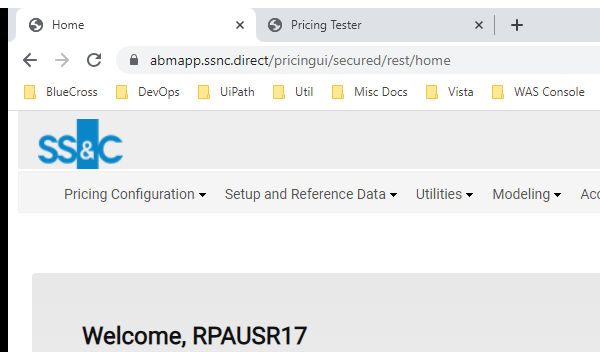 Home Pricing Tester
abmapp.ssnc.direct/pricingui/secured/rest/home
BlueCross DevOps UiPath Util Misc Docs Vista WAS Console
SS&C
Pricing Configuration Setup and Reference Data Utilities Modeling Acc
Welcome, RPAUSR17